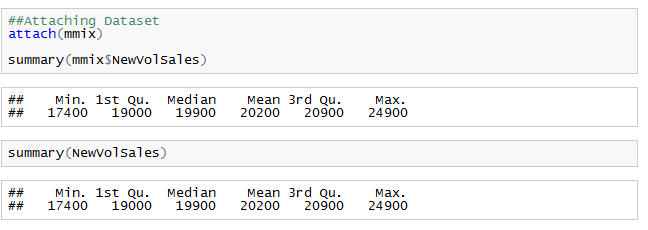 ##Attaching Dataset
attach(mmix)
summary(mmix$NewVolSales)
##    Min. 1st Qu.  Median    Mean 3rd Qu.    Max.
##   17400   19000   19900   20200   20900   24900
summary(NewVolSales)
##    Min. 1st Qu.  Median    Mean 3rd Qu.    Max.
##   17400   19000   19900   20200   20900   24900